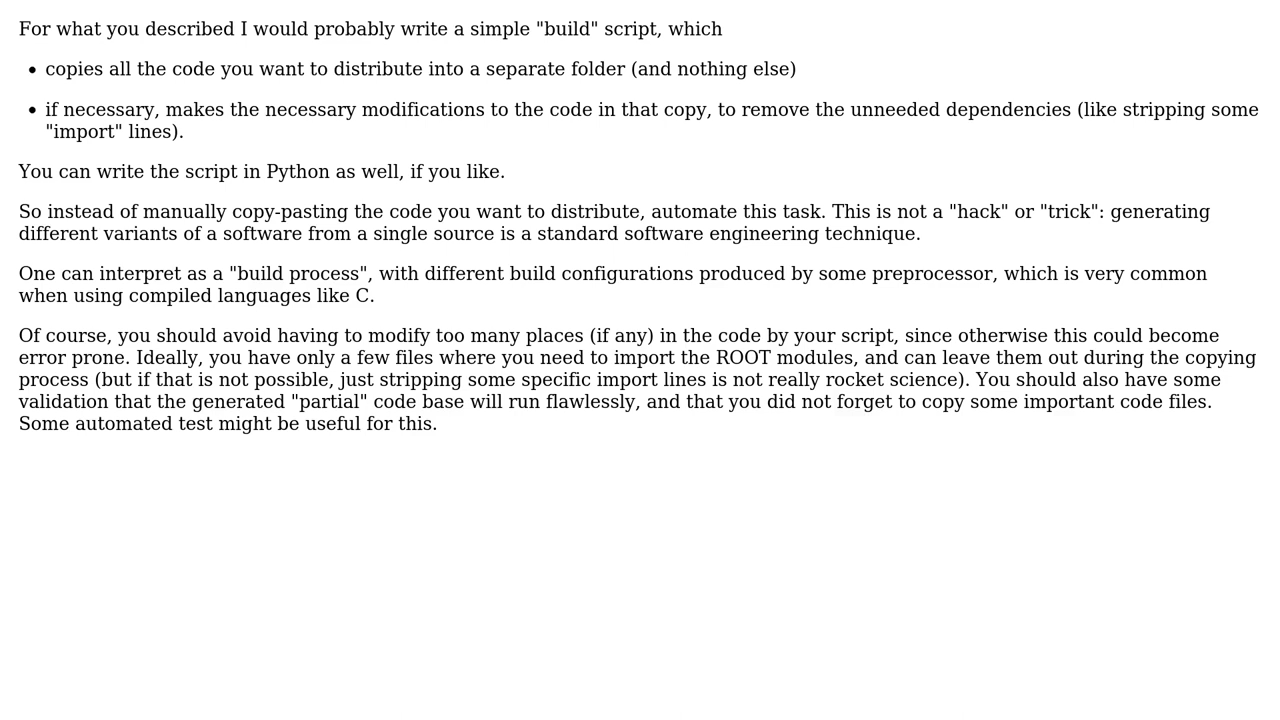 For what you described I would probably write a simple "build" script, which
• copies all the code you want to distribute into a separate folder (and nothing else)
• if necessary, makes the necessary modifications to the code in that copy, to remove the unneeded dependencies (like stripping some
"import" lines).
You can write the script in Python as well, if you like.
So instead of manually copy-pasting the code you want to distribute, automate this task. This is not a "hack" or "trick": generating
different variants of a software from a single source is a standard software engineering technique.
One can interpret as a "build process", with different build configurations produced by some preprocessor, which is very common
when using compiled languages like C.
Of course, you should avoid having to modify too many places (if any) in the code by your script, since otherwise this could become
error prone. Ideally, you have only a few files where you need to import the ROOT modules, and can leave them out during the copying
process (but if that is not possible, just stripping some specific import lines is not really rocket science). You should also have some
validation that the generated "partial" code base will run flawlessly, and that you did not forget to copy some important code files.
Some automated test might be useful for this.